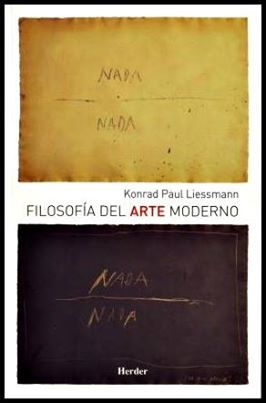 NADA
NADA
Konrad Paul Liessmann
FILOSOFÍA DEL ARTE MODERNO
NADA
NADA
Herder